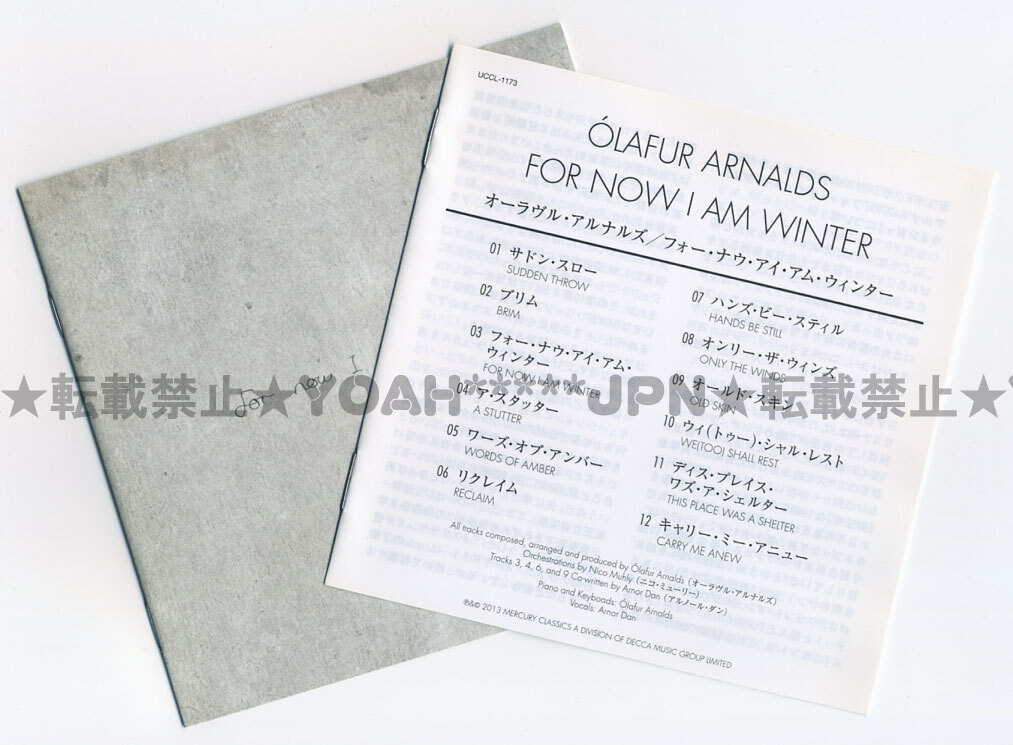 For now I
UCCL-1173
ÓLAFUR ARNALDS
FOR NOW I AM WINTER
オーラヴル・アルナルズ／フォー・ナウ・アイ・アム・ウィンター
01 サドン・スロー
SUDDEN THROW
02 ブリム
BRIM
03 フォー・ナウ・アイ・アム・
ウィンター
FOR NOW I AM WINTER
04 ア・スタッター
A STUTTER
05 ワーズ・オブ・アンバー
WORDS OF AMBER
06 リクレイム
RECLAIM
07 ハンズ・ビー・スティル
HANDS BE STILL
08 オンリー・ザ・ウィンズ
ONLY THE WINDS
09 オールド・スキン
OLD SKIN
10 ウィ(トゥー)・シャル・レスト
WE(TOO) SHALL REST
11 ディス・プレイス・
ワズ・ア・シェルター
THIS PLACE WAS A SHELTER
12 キャリー・ミー・アニュー
CARRY ME ANEW
All tracks composed, arranged and produced by Ólafur Arnalds (オーラヴル・アルナルズ)
Orchestrations by Nico Muhly (ニコ・ミューリー)
Tracks 3, 4, 6, and 9 Co-written by Arnor Dan (アルノール・ダン)
Piano and Keyboads: Ólafur Arnalds
Vocals: Arnor Dan
℗&© 2013 MERCURY CLASSICS A DIVISION OF DECCA MUSIC GROUP LIMITED
★転載禁止★YOAH*****JPN★転載禁止★